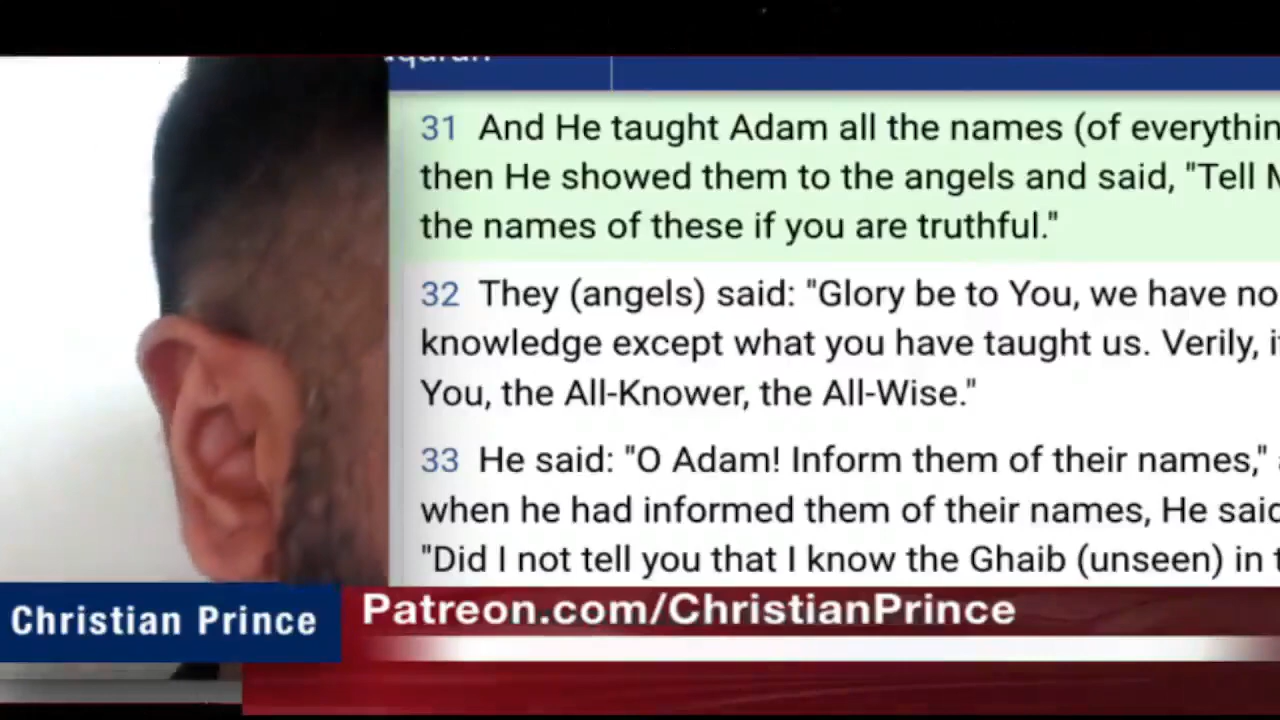 31 And He taught Adam all the names (of
then He showed them to the angels and said, "Tell
the names of these if you are truthful."
32 They (angels) said: "Glory be to You, we have no
knowledge except what you have taught us. Verily,
You, the All-Knower, the All-Wise."
33 He said: "O Adam! Inform them of their names,"
when he had informed them of their names, He
"Did I not tell you that I know the Ghaib (unseen) in
Christian Prince
Patreon.com/ChristianPrince